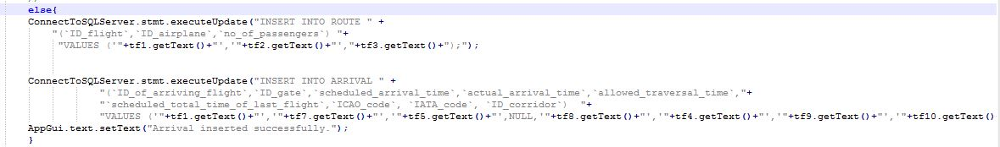 else{
ConnectToSQLServer.stmt.executeUpdate("INSERT INTO ROUTE " +
"(`ID_flight`,`ID_airplane`,`no_of_passengers`) "+
"VALUES ('"+tf1.getText()+"','"+tf2.getText()+"',"+tf3.getText()+");");
ConnectToSQLServer.stmt.executeUpdate("INSERT INTO ARRIVAL " +
"(`ID_of_arriving_flight`,`ID_gate`,`scheduled_arrival_time`,`actual_arrival_time`,`allowed_traversal_time`,"+
"`scheduled_total_time_of_last_flight`,`ICAO_code`, `IATA_code`, `ID_corridor`)  "+
"VALUES ('"+tf1.getText()+"','"+tf7.getText()+"','"+tf5.getText()+"',NULL,'"+tf8.getText()+"','"+tf4.getText()+"','"+tf9.getText()+"','"+tf10.getText()
AppGui.text.setText("Arrival inserted successfully.");
}